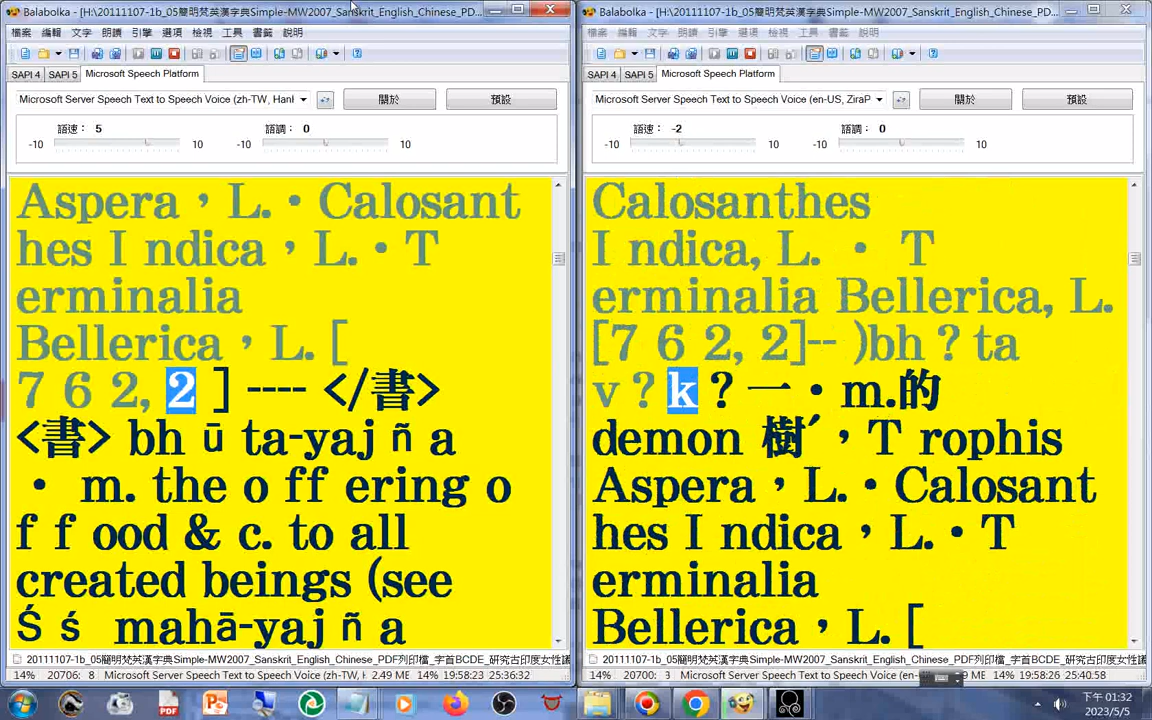 Balabolka - [H:\20111107-1b_05簡明梵英漢字典Simple-MW2007_Sanskrit_English_Chinese_PD...
檔案 編輯 文字 朗讀 引擎 選項 檢視 工具 書籤 說明
SAPI 4 SAPI 5 Microsoft Speech Platform
Microsoft Server Speech Text to Speech Voice (zh-TW, Hanl 關於 預設
語速: 5 語調: 0
-10 10 -10 10
Aspera，L.•Calosant
hes I ndica，L.•T
erminalia
Bellerica，L. [
7 6 2, 2 ] ---- </書>
<書> bh ū ta-yaj ñ a
• m. the o ff ering o
f f ood & c. to all
created beings (see
Ś ś mahā-yaj ñ a
20111107-1b_05簡明梵英漢字典Simple-MW2007_Sanskrit_English_Chinese_PDF列印檔_字首BCDE_研究古印度女性議
14% 20706: 8 Microsoft Server Speech Text to Speech Voice (zh-TW, H 2.49 MB 14% 19:58:23 25:36:32
Balabolka - [H:\20111107-1b_05簡明梵英漢字典Simple-MW2007_Sanskrit_English_Chinese_PD...
檔案 編輯 文字 朗讀 引擎 選項 檢視 工具 書籤 說明
SAPI 4 SAPI 5 Microsoft Speech Platform
Microsoft Server Speech Text to Speech Voice (en-US, ZiraP 關於 預設
語速: -2 語調: 0
-10 10 -10 10
Calosanthes
I ndica, L. • T
erminalia Bellerica, L.
[7 6 2, 2]-- )bh ? ta
v ? k ? 一•m.的
demon 樹ˊ，T rophis
Aspera，L.•Calosant
hes I ndica，L.•T
erminalia
Bellerica，L. [
20111107-1b_05簡明梵英漢字典Simple-MW2007_Sanskrit_English_Chinese_PDF列印檔_字首BCDE_研究古印度女性議
14% 20700: 3 Microsoft Server Speech Text to Speech Voice (en-US 14% 19:58:26 25:40:58
下午 01:32
2023/5/5